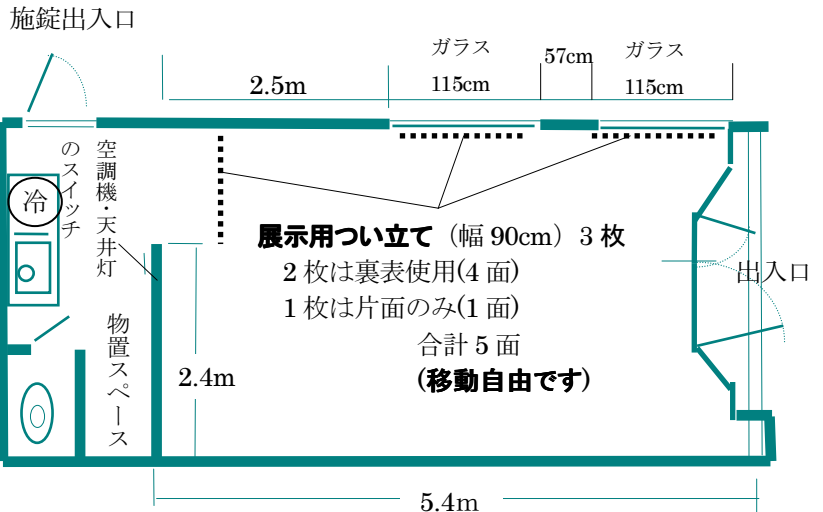 施錠出入口
ガラス
57cm
ガラス
2.5m
115cm
115cm
空調機・天井灯
のスイッチ
冷
展示用つい立て（幅 90cm）3 枚
2 枚は裏表使用(4 面)
1 枚は片面のみ(1 面)
合計 5 面
(移動自由です)
出入口
物置スペース
2.4m
5.4m